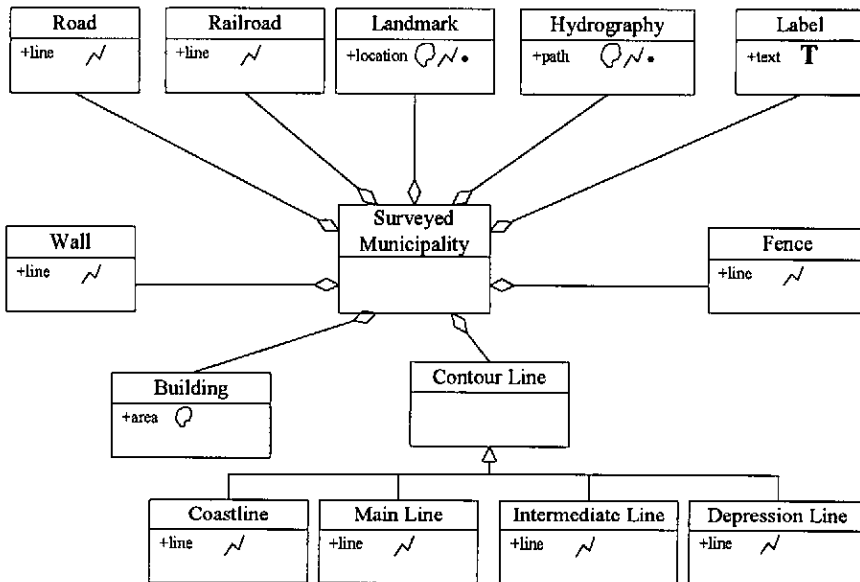 Road
+line
Railroad
+line
Landmark
+location
Hydrography
+path
Label
+text T
Surveyed
Municipality
Wall
+line
Fence
+line
Building
+area
Contour Line
Coastline
+line
Main Line
+line
Intermediate Line
+line
Depression Line
+line